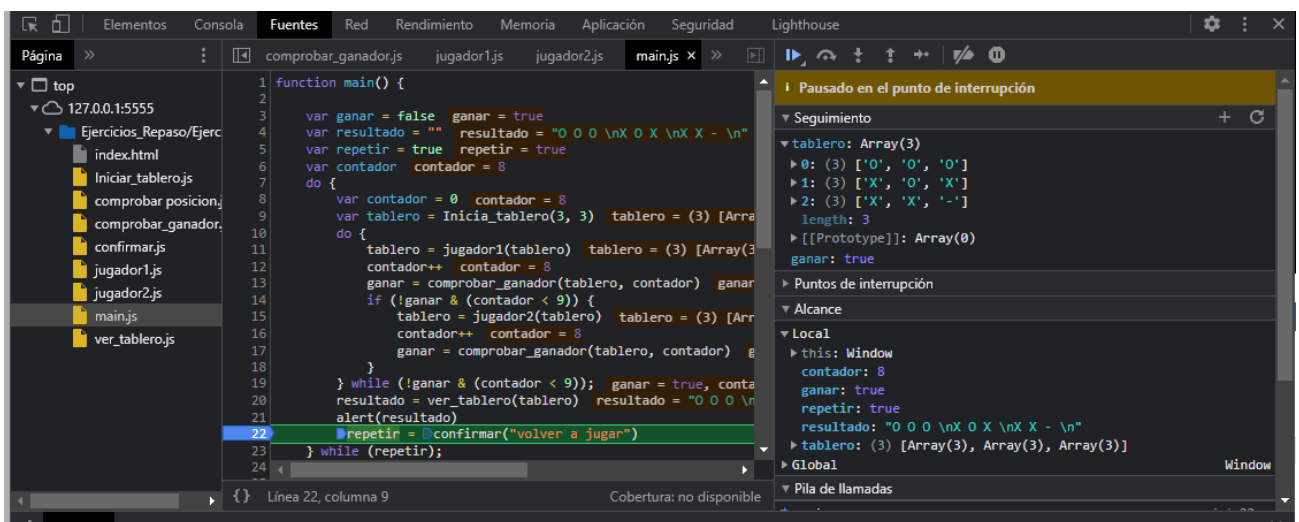 Elementos Consola Fuentes Red Rendimiento Memoria Aplicación Seguridad Lighthouse
Página
top
127.0.0.1:5555
Ejercicios_Repaso/Ejerc
index.html
Iniciar_tablero.js
comprobar posicion.j
comprobar_ganador.
confirmar.js
jugador1.js
jugador2.js
main.js
ver_tablero.js
comprobar_ganador.js jugador1.js jugador2.js main.js × »
1 function main() {
2
3 var ganar = false ganar = true
4 var resultado = "" resultado = "O O O \nX O X \nX X - \n"
5 var repetir = true repetir = true
6 var contador contador = 8
7 do {
8 var contador = 0 contador = 8
9 var tablero = Inicia_tablero(3, 3) tablero = (3) [Arra
10 do {
11 tablero = jugador1(tablero) tablero = (3) [Array(3
12 contador++ contador = 8
13 ganar = comprobar_ganador(tablero, contador) ganar
14 if (!ganar & (contador < 9)) {
15 tablero = jugador2(tablero) tablero = (3) [Arr
16 contador++ contador = 8
17 ganar = comprobar_ganador(tablero, contador) g
18 }
19 } while (!ganar & (contador < 9)); ganar = true, conta
20 resultado = ver_tablero(tablero) resultado = "O O O \n
21 alert(resultado)
22 repetir = confirmar("volver a jugar")
23 } while (repetir);
24
{} Línea 22, columna 9 Cobertura: no disponible
Pausado en el punto de interrupción
Seguimiento
tablero: Array(3)
0: (3) ['O', 'O', 'O']
1: (3) ['X', 'O', 'X']
2: (3) ['X', 'X', '-']
length: 3
[[Prototype]]: Array(0)
ganar: true
Puntos de interrupción
Alcance
Local
this: Window
contador: 8
ganar: true
repetir: true
resultado: "O O O \nX O X \nX X - \n"
tablero: (3) [Array(3), Array(3), Array(3)]
Global Window
Pila de llamadas